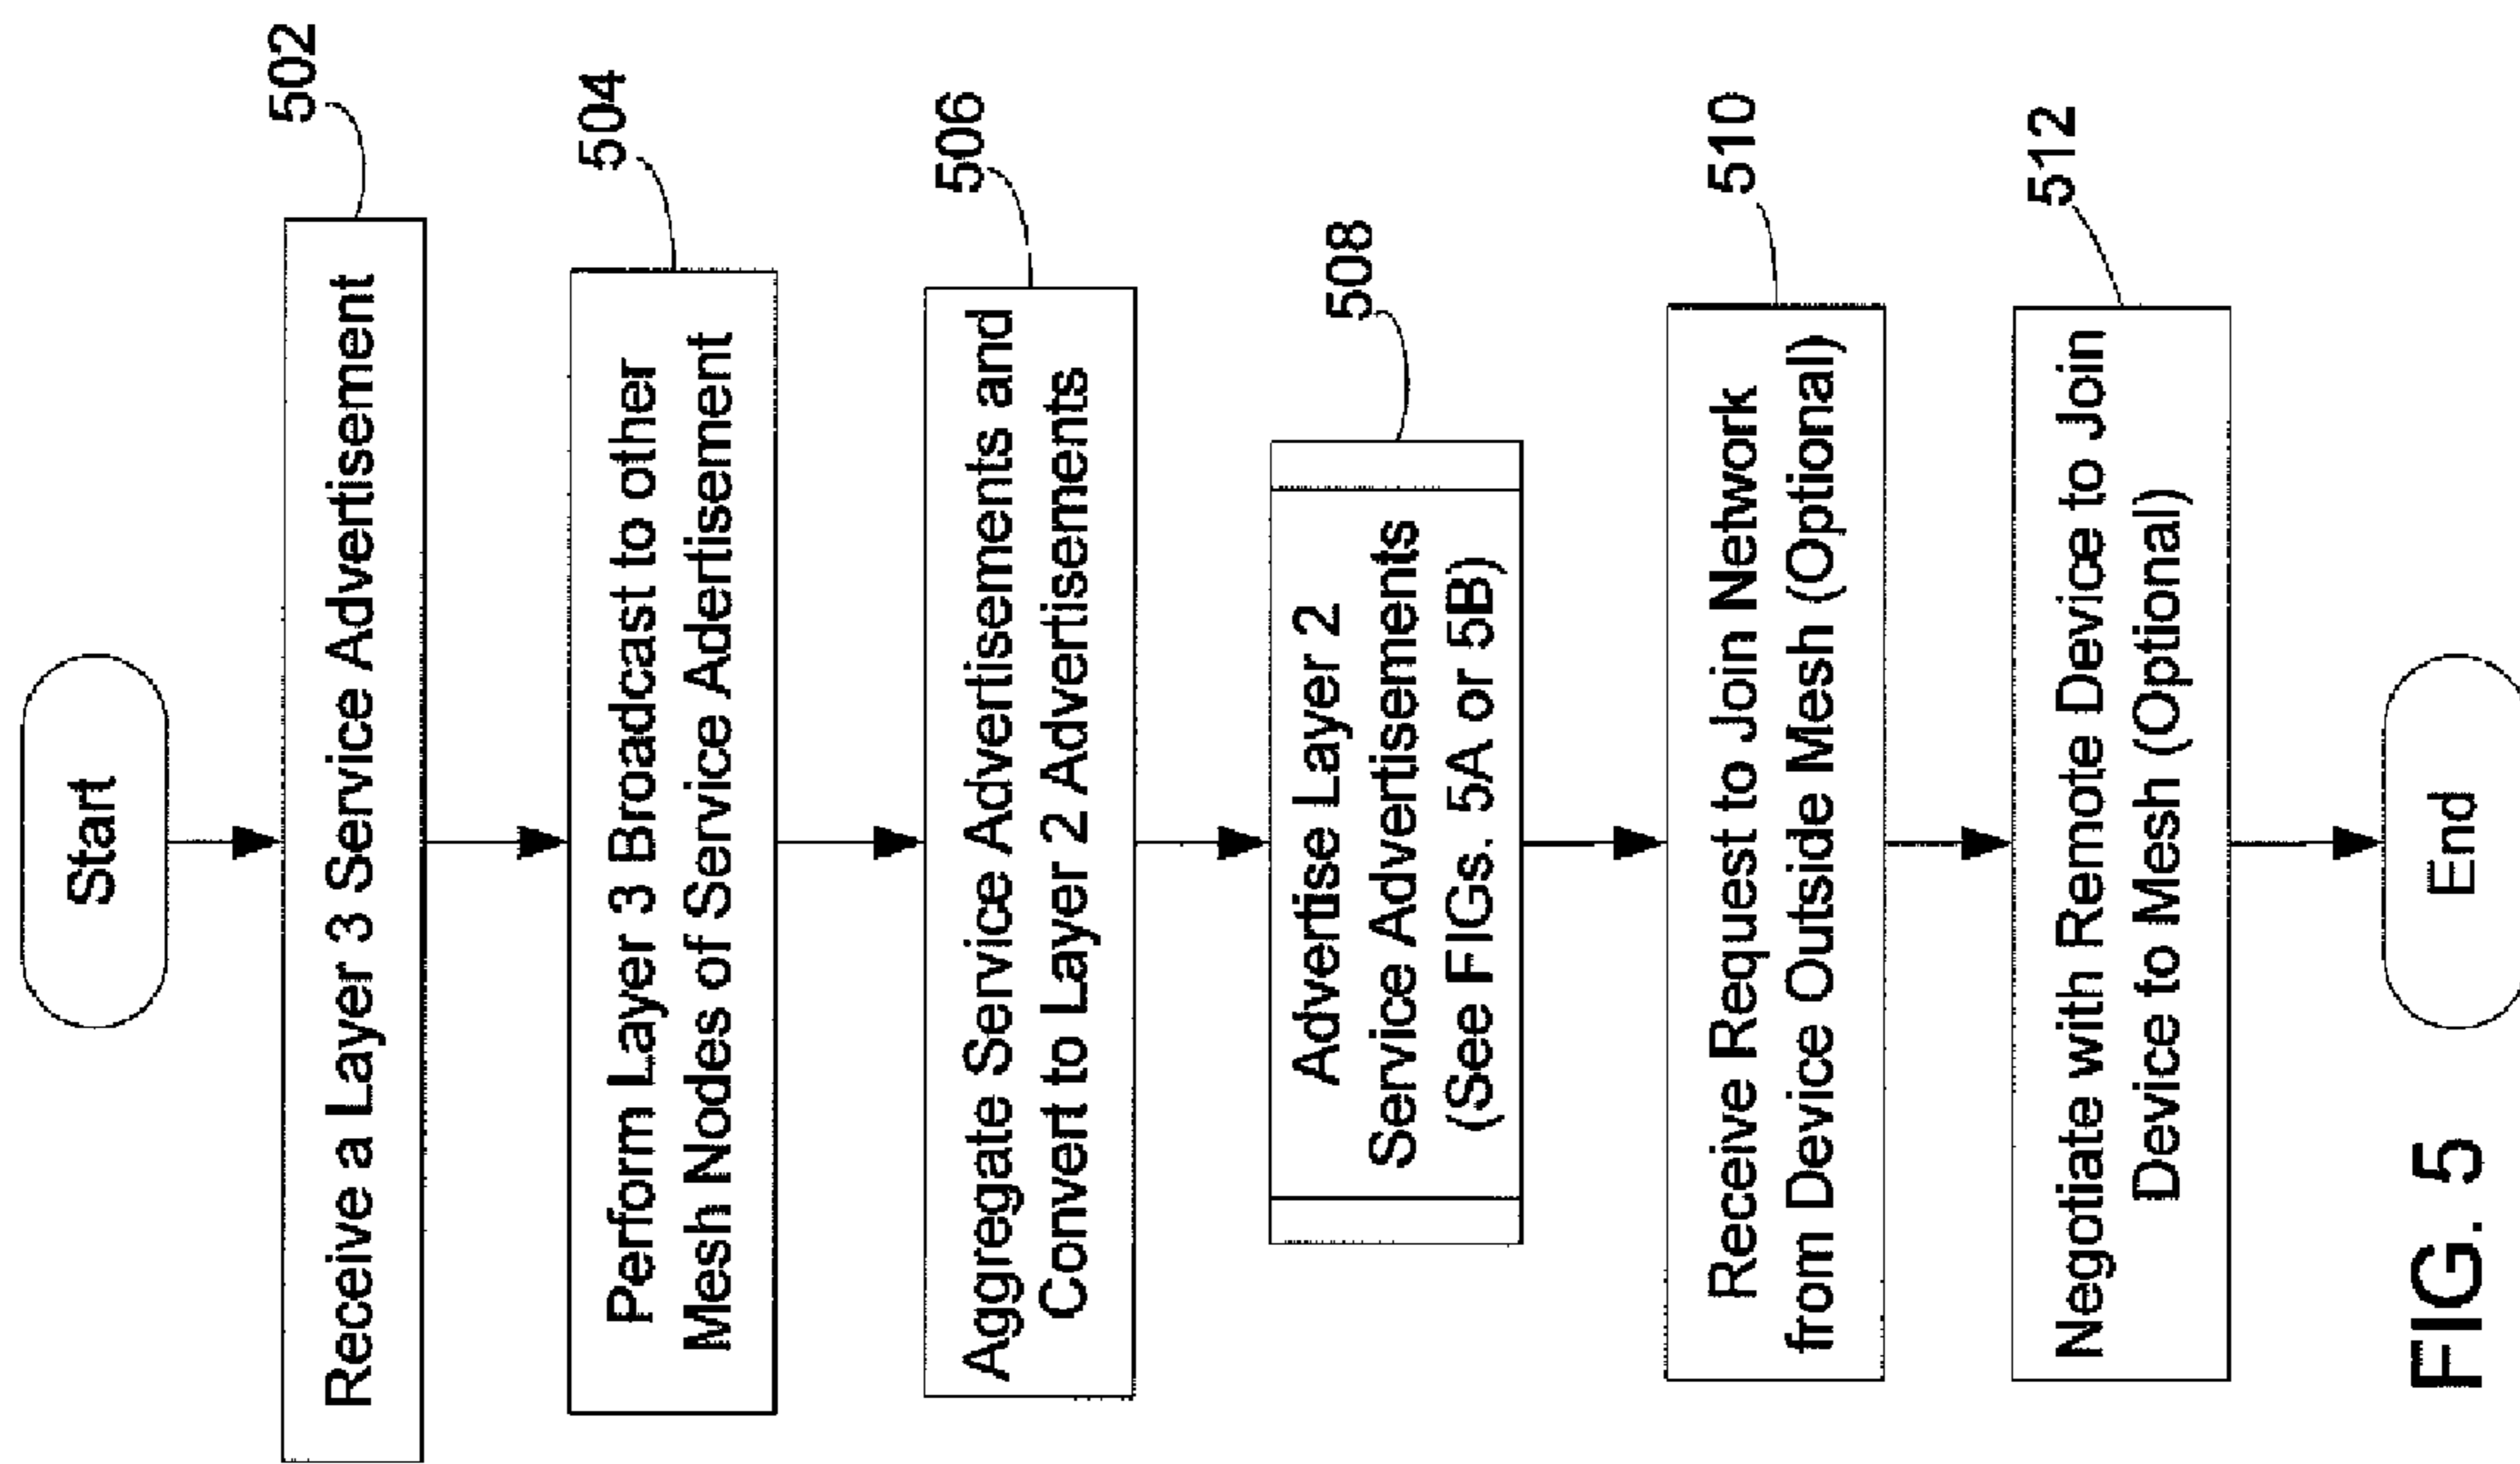 Start
Receive a Layer 3 Service Advertisement
502
Perform Layer 3 Broadcast to other
Mesh Nodes of Service Adertisement
504
Aggregate Service Advertisements and
Convert to Layer 2 Advertisements
506
Advertise Layer 2
Service Advertisements
(See FIGs. 5A or 5B)
508
Receive Request to Join Network
from Device Outside Mesh (Optional)
510
Negotiate with Remote Device to Join
Device to Mesh (Optional)
512
End
FIG. 5